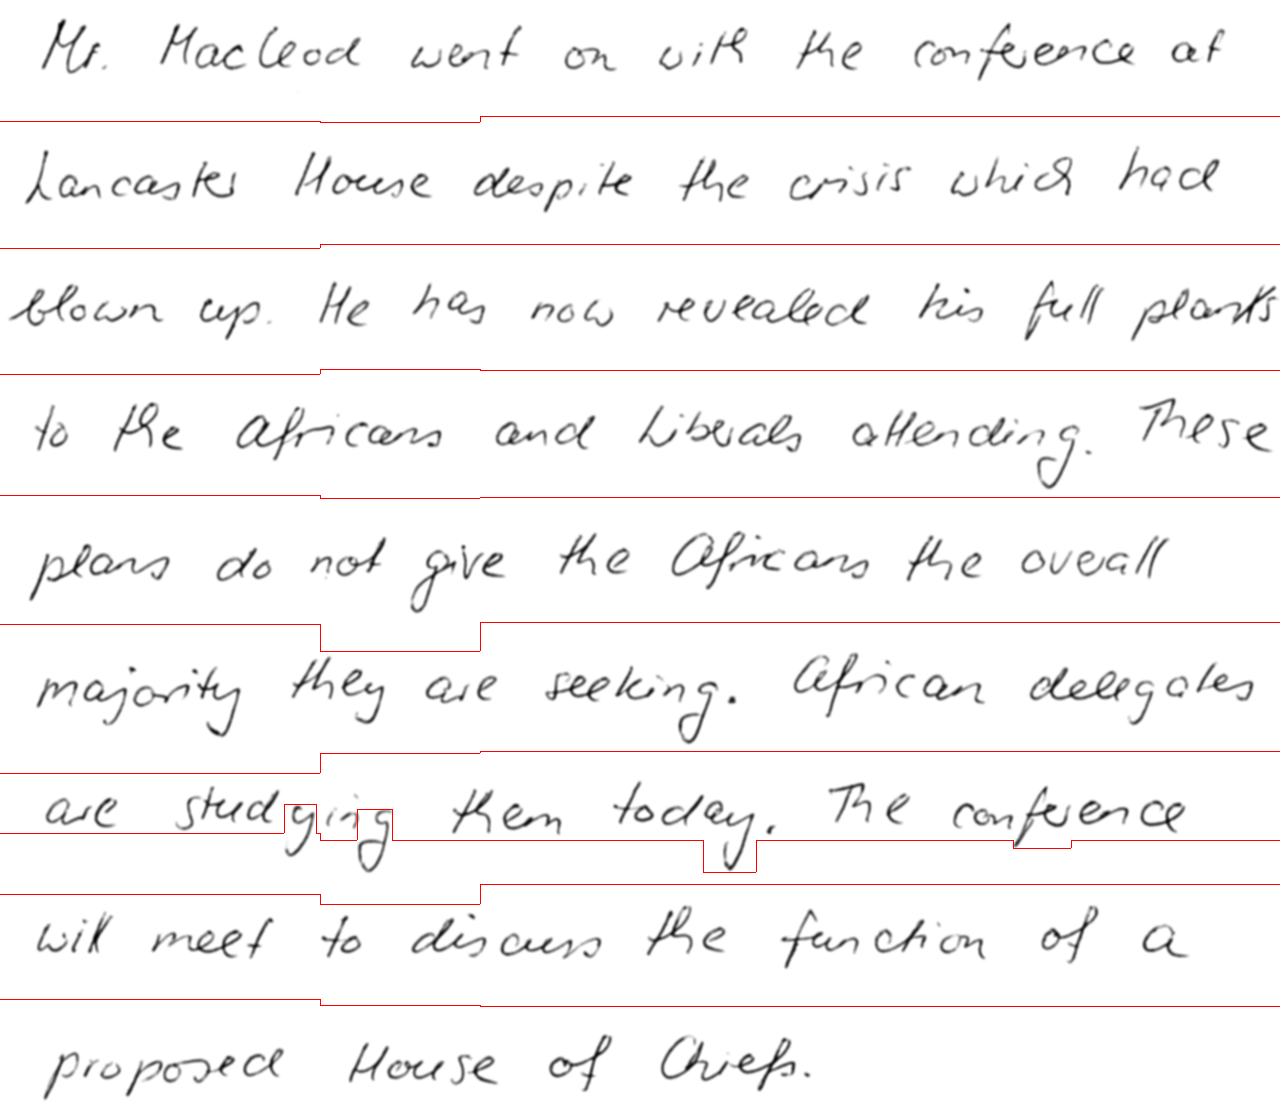 Mr. Macleod went on with the conference at
Lancaster House despite the crisis which had
blown up. He has now revealed his full plans
to the Africans and Liberals attending. These
plans do not give the Africans the overall
majority they are seeking. African delegates
are studying them today. The conference
will meet to discuss the function of a
proposed House of Chiefs.